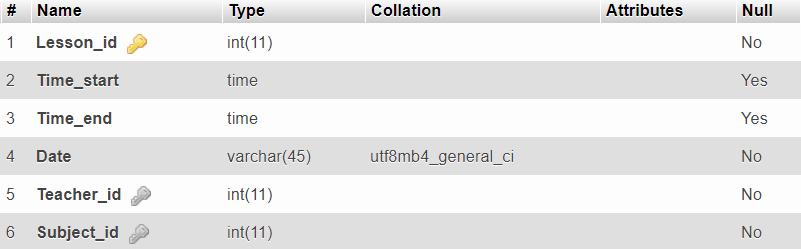 # Name Type Collation Attributes Null
1 Lesson_id int(11) No
2 Time_start time Yes
3 Time_end time Yes
4 Date varchar(45) utf8mb4_general_ci No
5 Teacher_id int(11) No
6 Subject_id int(11) No